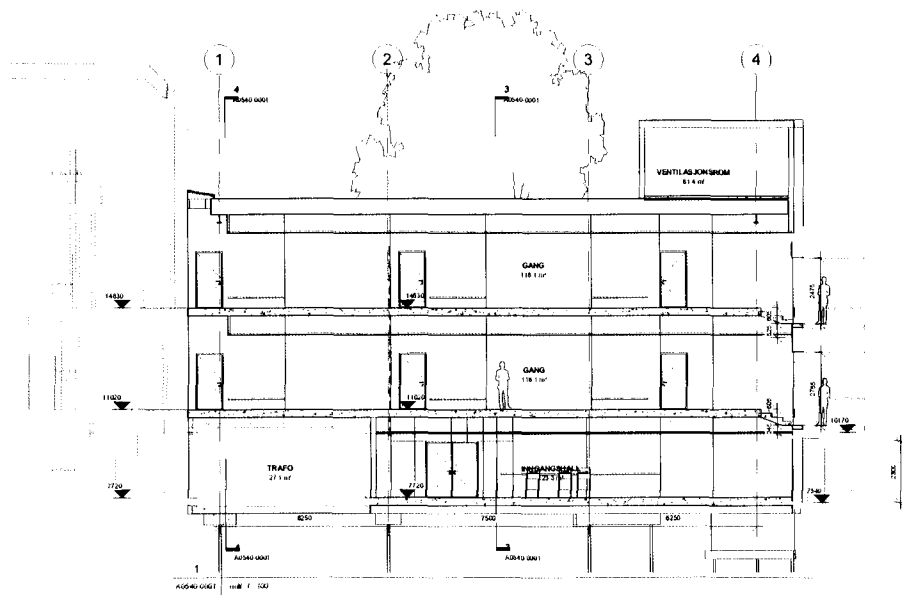 1
2
3
4
4
A0540-0001
3
A0540-0001
VENTILASJONSROM
61.4 m²
GANG
118.1 m²
2475
14830
14830
GANG
118.1 m²
2755
11020
11020
10170
TRAFO
27.1 m²
INNGANGSHALL
7720
7720
7540
6250
7500
6250
A0540-0001
3
A0540-0001
1
A0540-0001